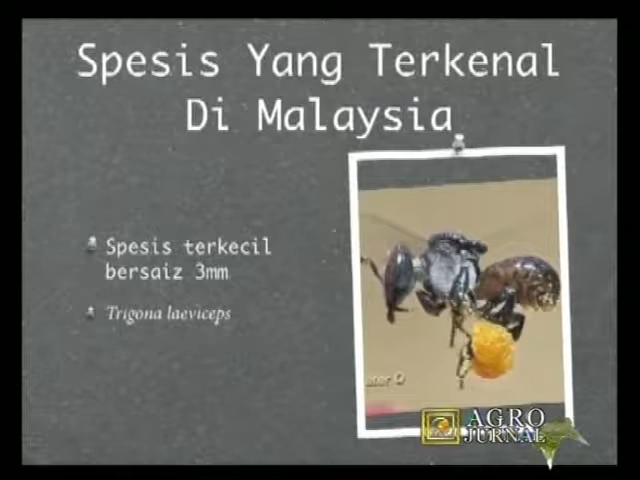 Spesis Yang Terkenal
Di Malaysia
Spesis terkecil
bersaiz 3mm
Trigona laeviceps
AGRO
JURNAL